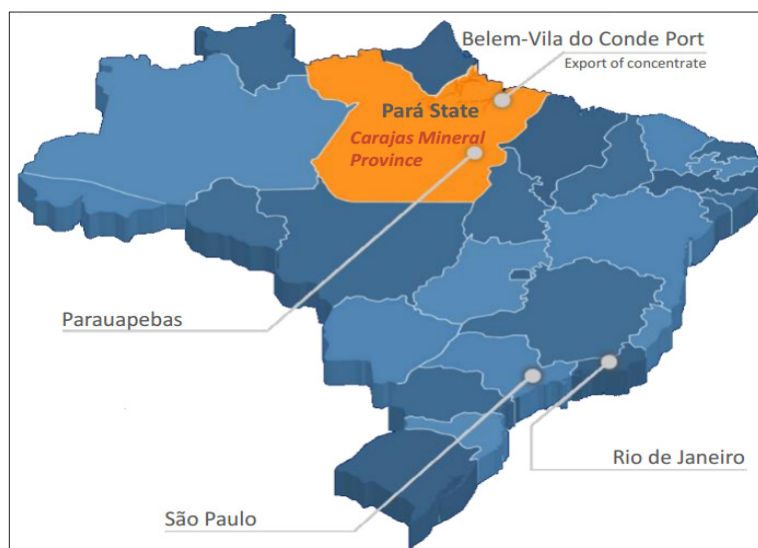 Belem-Vila do Conde Port
Export of concentrate
Pará State
Carajas Mineral
Province
Parauapebas
Rio de Janeiro
São Paulo